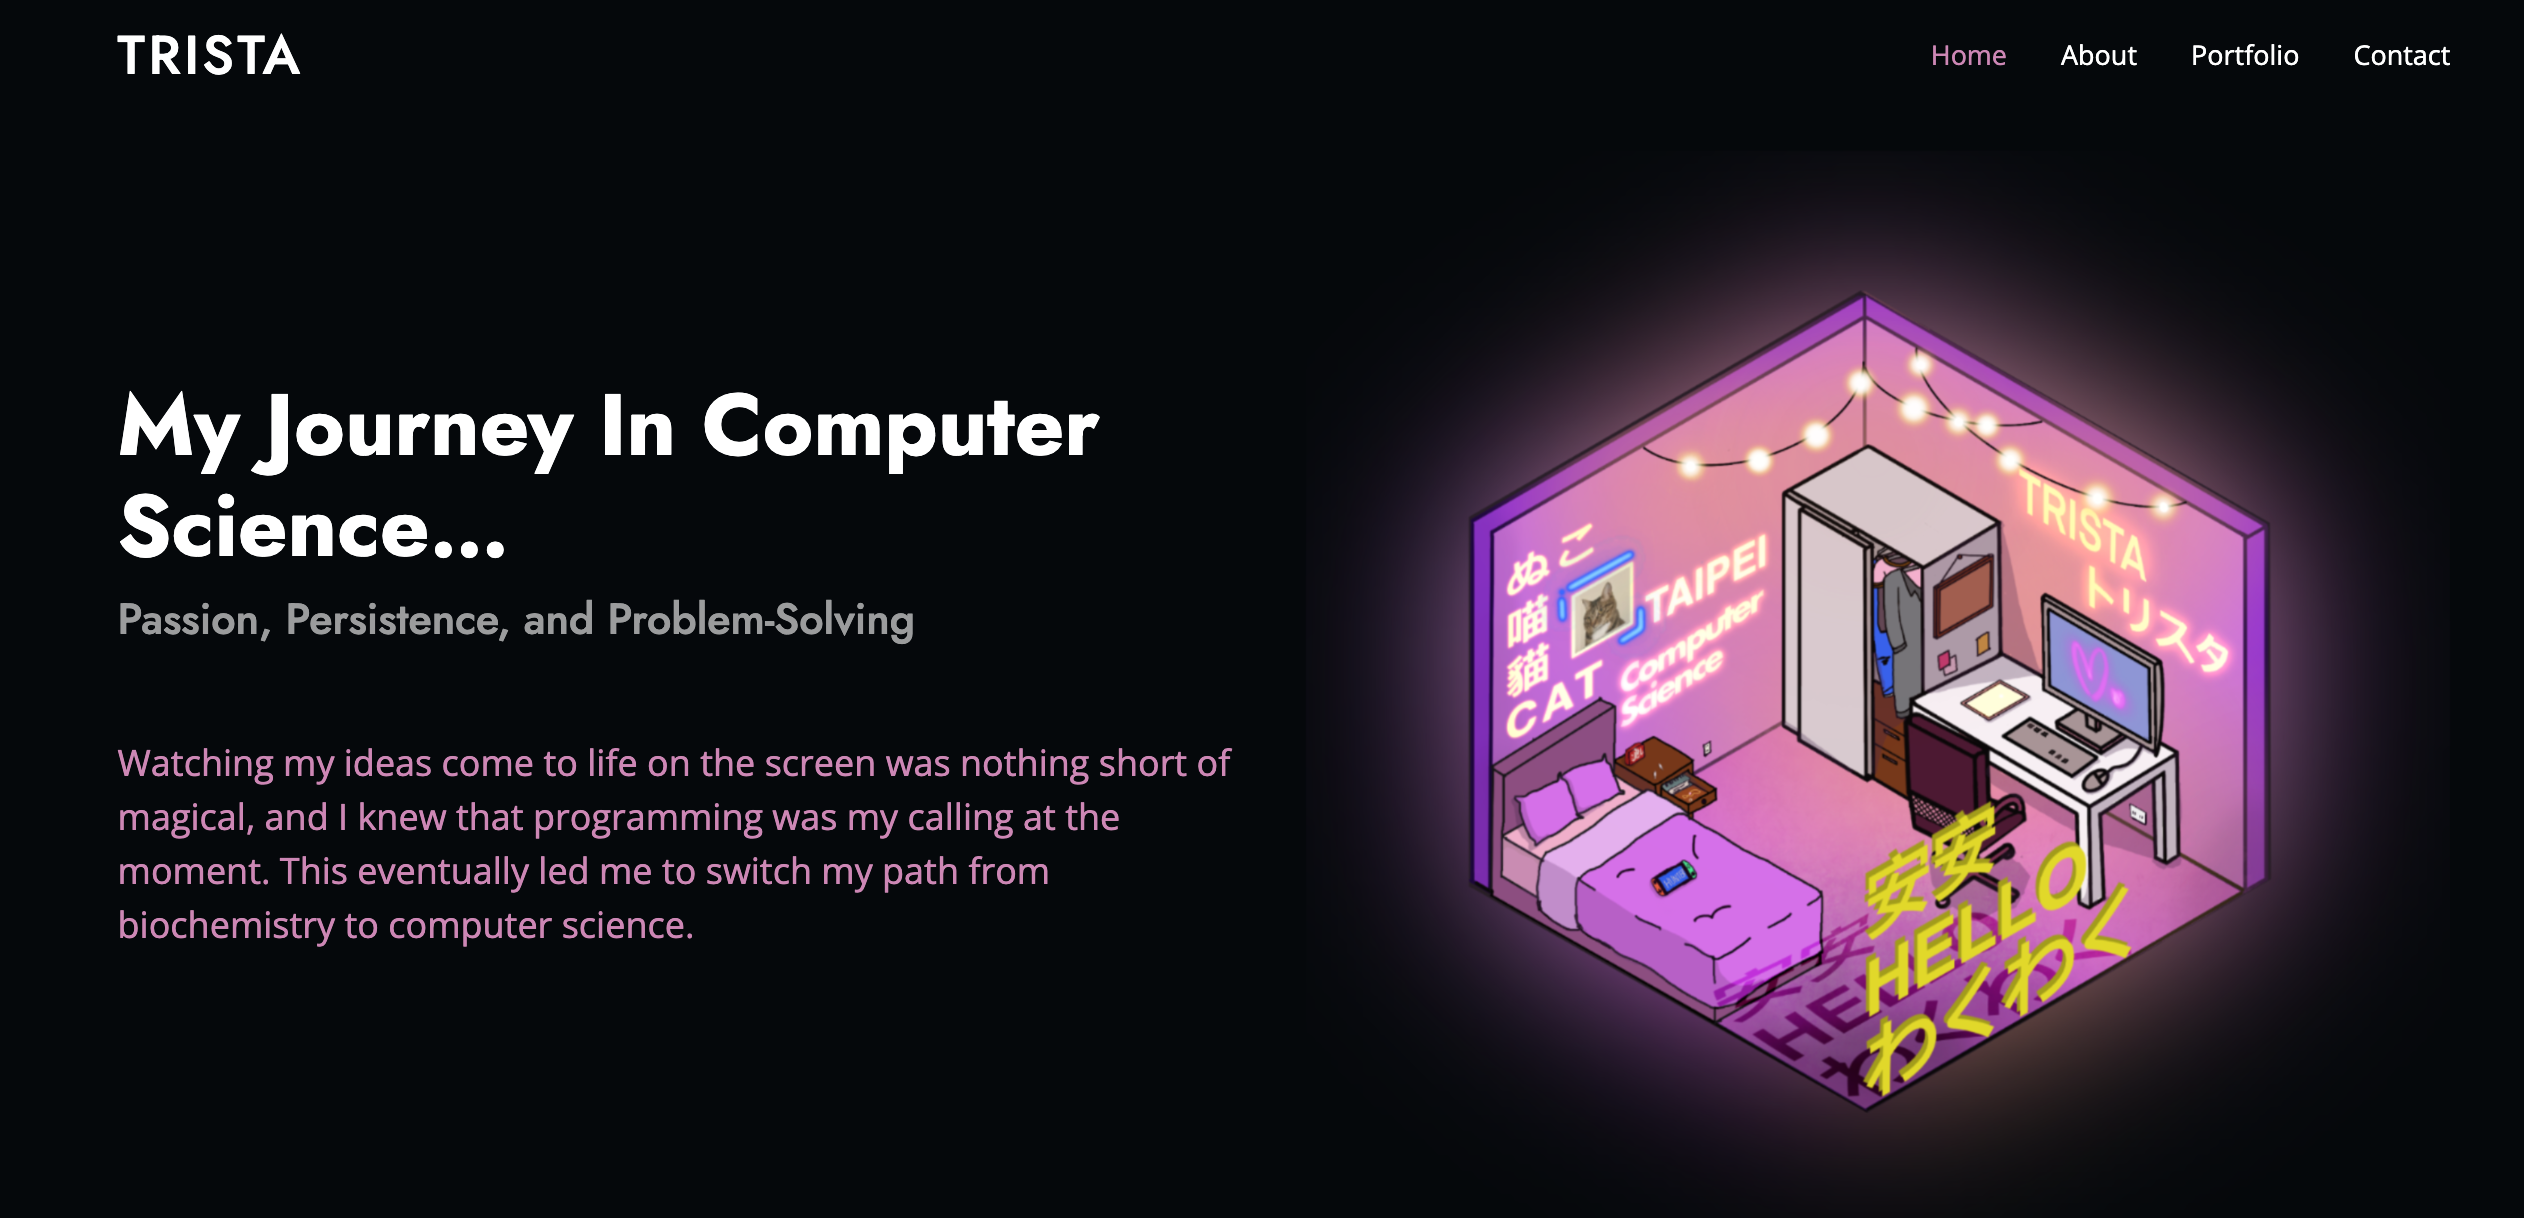 TRISTA
Home
About
Portfolio
Contact
My Journey In Computer
Science...
Passion, Persistence, and Problem-Solving
Watching my ideas come to life on the screen was nothing short of
magical, and I knew that programming was my calling at the
moment. This eventually led me to switch my path from
biochemistry to computer science.
ぬこ
喵
貓
CAT
TAIPEI
Computer
Science
TRISTA
トリスタ
安安
HELLO
わくわく